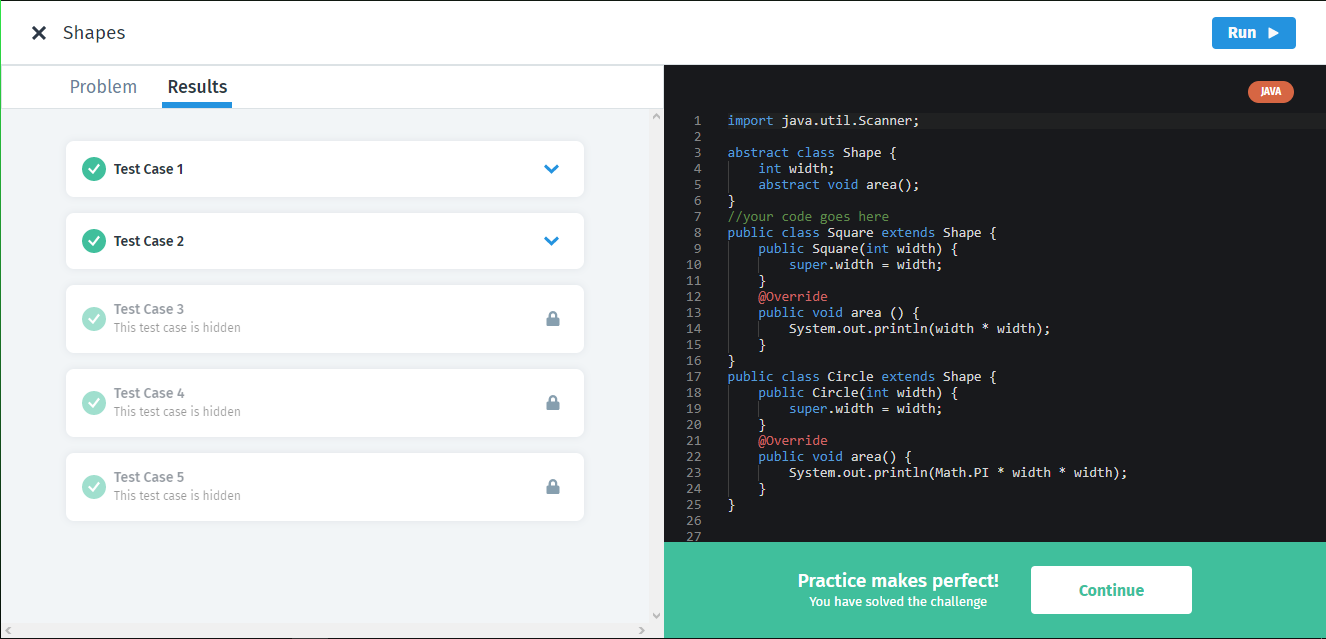 Shapes
Run
Problem
Results
Test Case 1
Test Case 2
Test Case 3
This test case is hidden
Test Case 4
This test case is hidden
Test Case 5
This test case is hidden
JAVA
1 import java.util.Scanner;
2
3 abstract class Shape {
4     int width;
5     abstract void area();
6 }
7 //your code goes here
8 public class Square extends Shape {
9     public Square(int width) {
10         super.width = width;
11     }
12     @Override
13     public void area () {
14         System.out.println(width * width);
15     }
16 }
17 public class Circle extends Shape {
18     public Circle(int width) {
19         super.width = width;
20     }
21     @Override
22     public void area() {
23         System.out.println(Math.PI * width * width);
24     }
25 }
26
27
Practice makes perfect!
You have solved the challenge
Continue